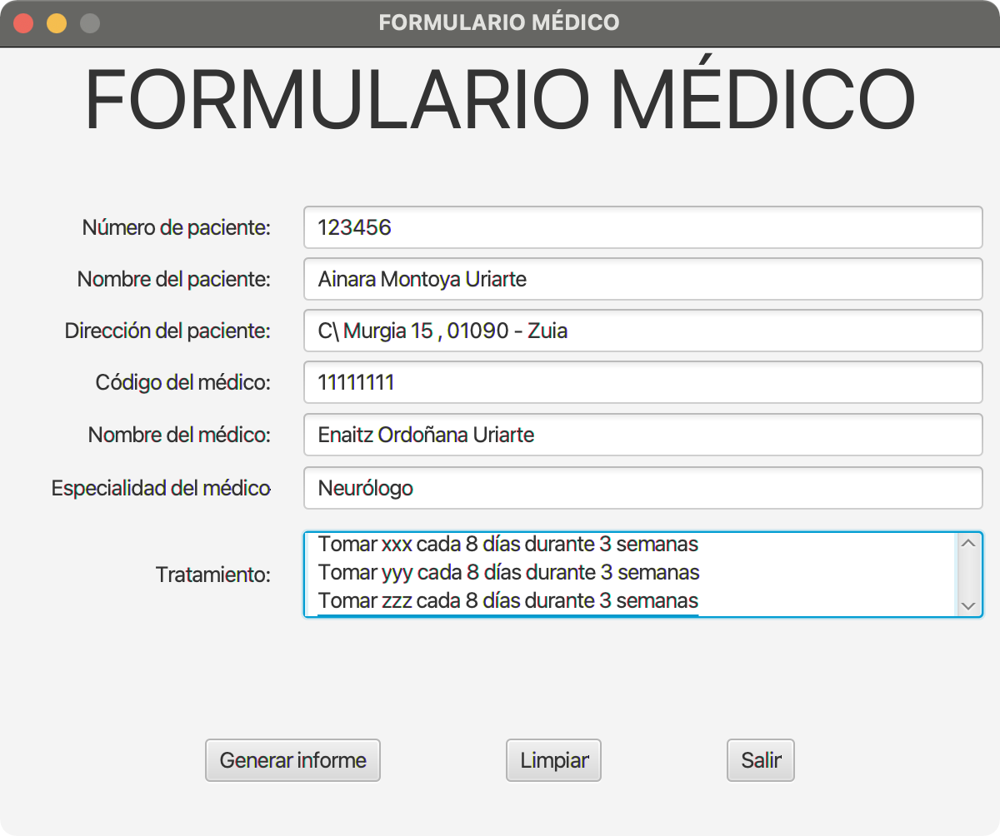 FORMULARIO MÉDICO
FORMULARIO MÉDICO
Número de paciente: 123456
Nombre del paciente: Ainara Montoya Uriarte
Dirección del paciente: C\ Murgia 15 , 01090 - Zuia
Código del médico: 11111111
Nombre del médico: Enaitz Ordoñana Uriarte
Especialidad del médico Neurólogo
Tratamiento:
Tomar xxx cada 8 días durante 3 semanas
Tomar yyy cada 8 días durante 3 semanas
Tomar zzz cada 8 días durante 3 semanas
Generar informe Limpiar Salir